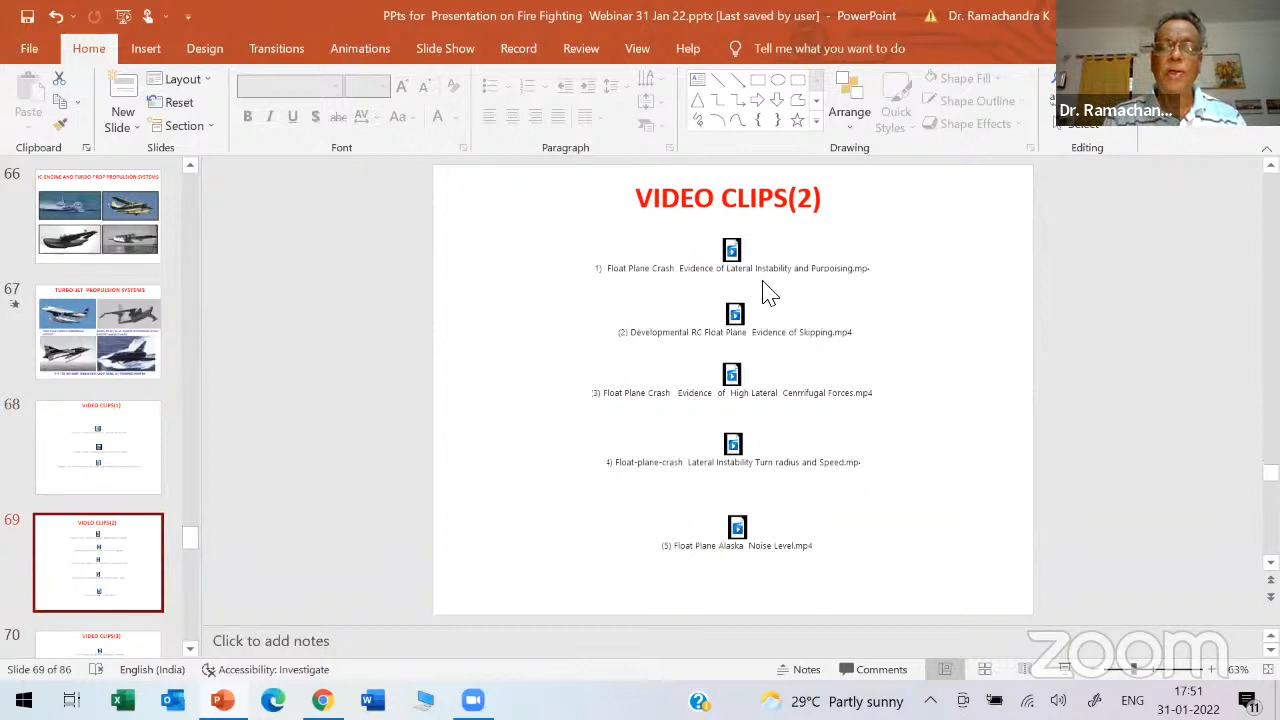 PPTs for Presentation on Fire Fighting Webinar 31 Jan 22.pptx [Last saved by user] - PowerPoint
Dr. Ramachandra K
File Home Insert Design Transitions Animations Slide Show Record Review View Help Tell me what you want to do
Dr. Ramachan...
Paste
New
Slide
Layout
Reset
Section
B I U S abc AV Aa A
Arrange
Quick
Styles
Shape Fill
Shape Outline
Shape Effects
Clipboard Slides Font Paragraph Drawing Editing
66
IC ENGINE AND TURBO-PROP PROPULSION SYSTEMS
67
TURBO-JET PROPULSION SYSTEMS
68
VIDEO CLIPS(1)
69
VIDEO CLIPS(2)
70
VIDEO CLIPS(3)
VIDEO CLIPS(2)
1) Float Plane Crash Evidence of Lateral Instability and Purpoising.mp
(2) Developmental RC Float Plane Evidence of Skipping.mp4
(3) Float Plane Crash Evidence of High Lateral Cenrrifugal Forces.mp4
4) Float-plane-crash Lateral Instability Turn radius and Speed.mp
(5) Float Plane Alaska Noise Level.mp4
Click to add notes
zoom
Slide 69 of 86 English (India) Accessibility: Investigate Notes Comments 63%
29° Partly sunny ENG 17:51
31-01-2022 11